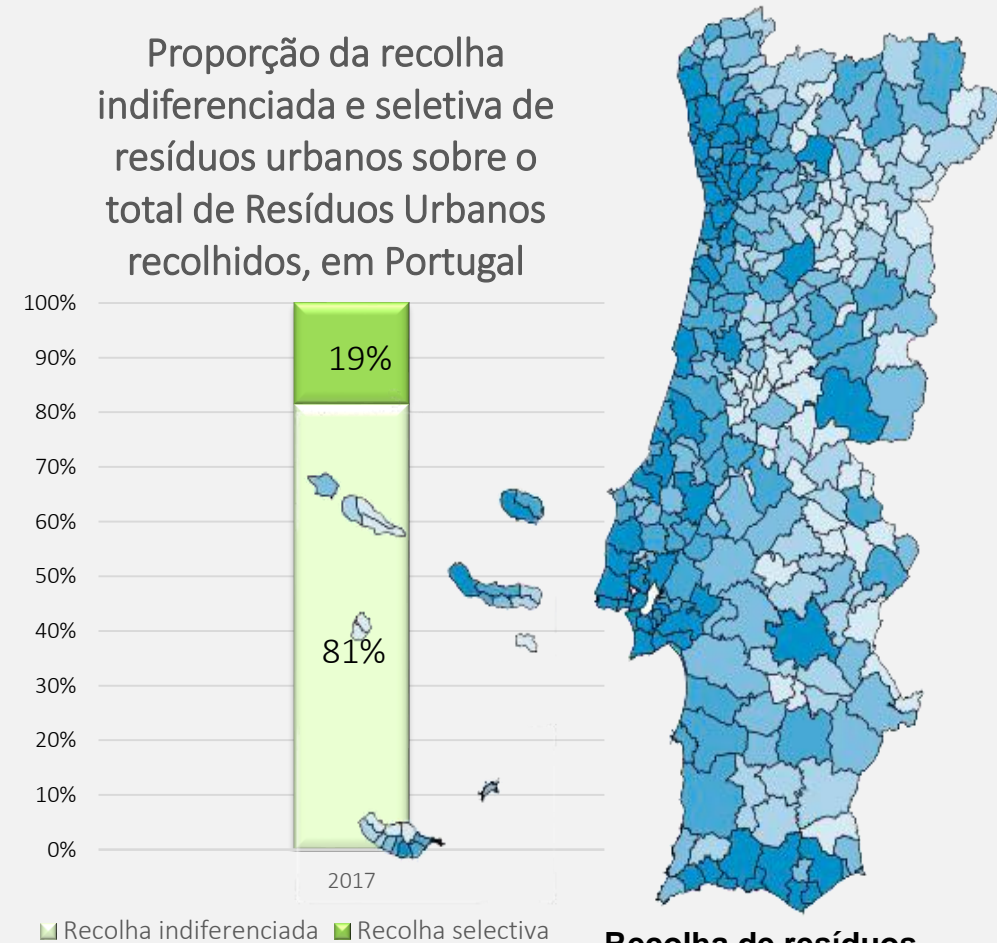 Proporção da recolha
indiferenciada e seletiva de
resíduos urbanos sobre o
total de Resíduos Urbanos
recolhidos, em Portugal
100%
90%
80%
70%
60%
50%
40%
30%
20%
10%
0%
19%
81%
2017
Recolha indiferenciada
Recolha selectiva
Recolha de resíduos